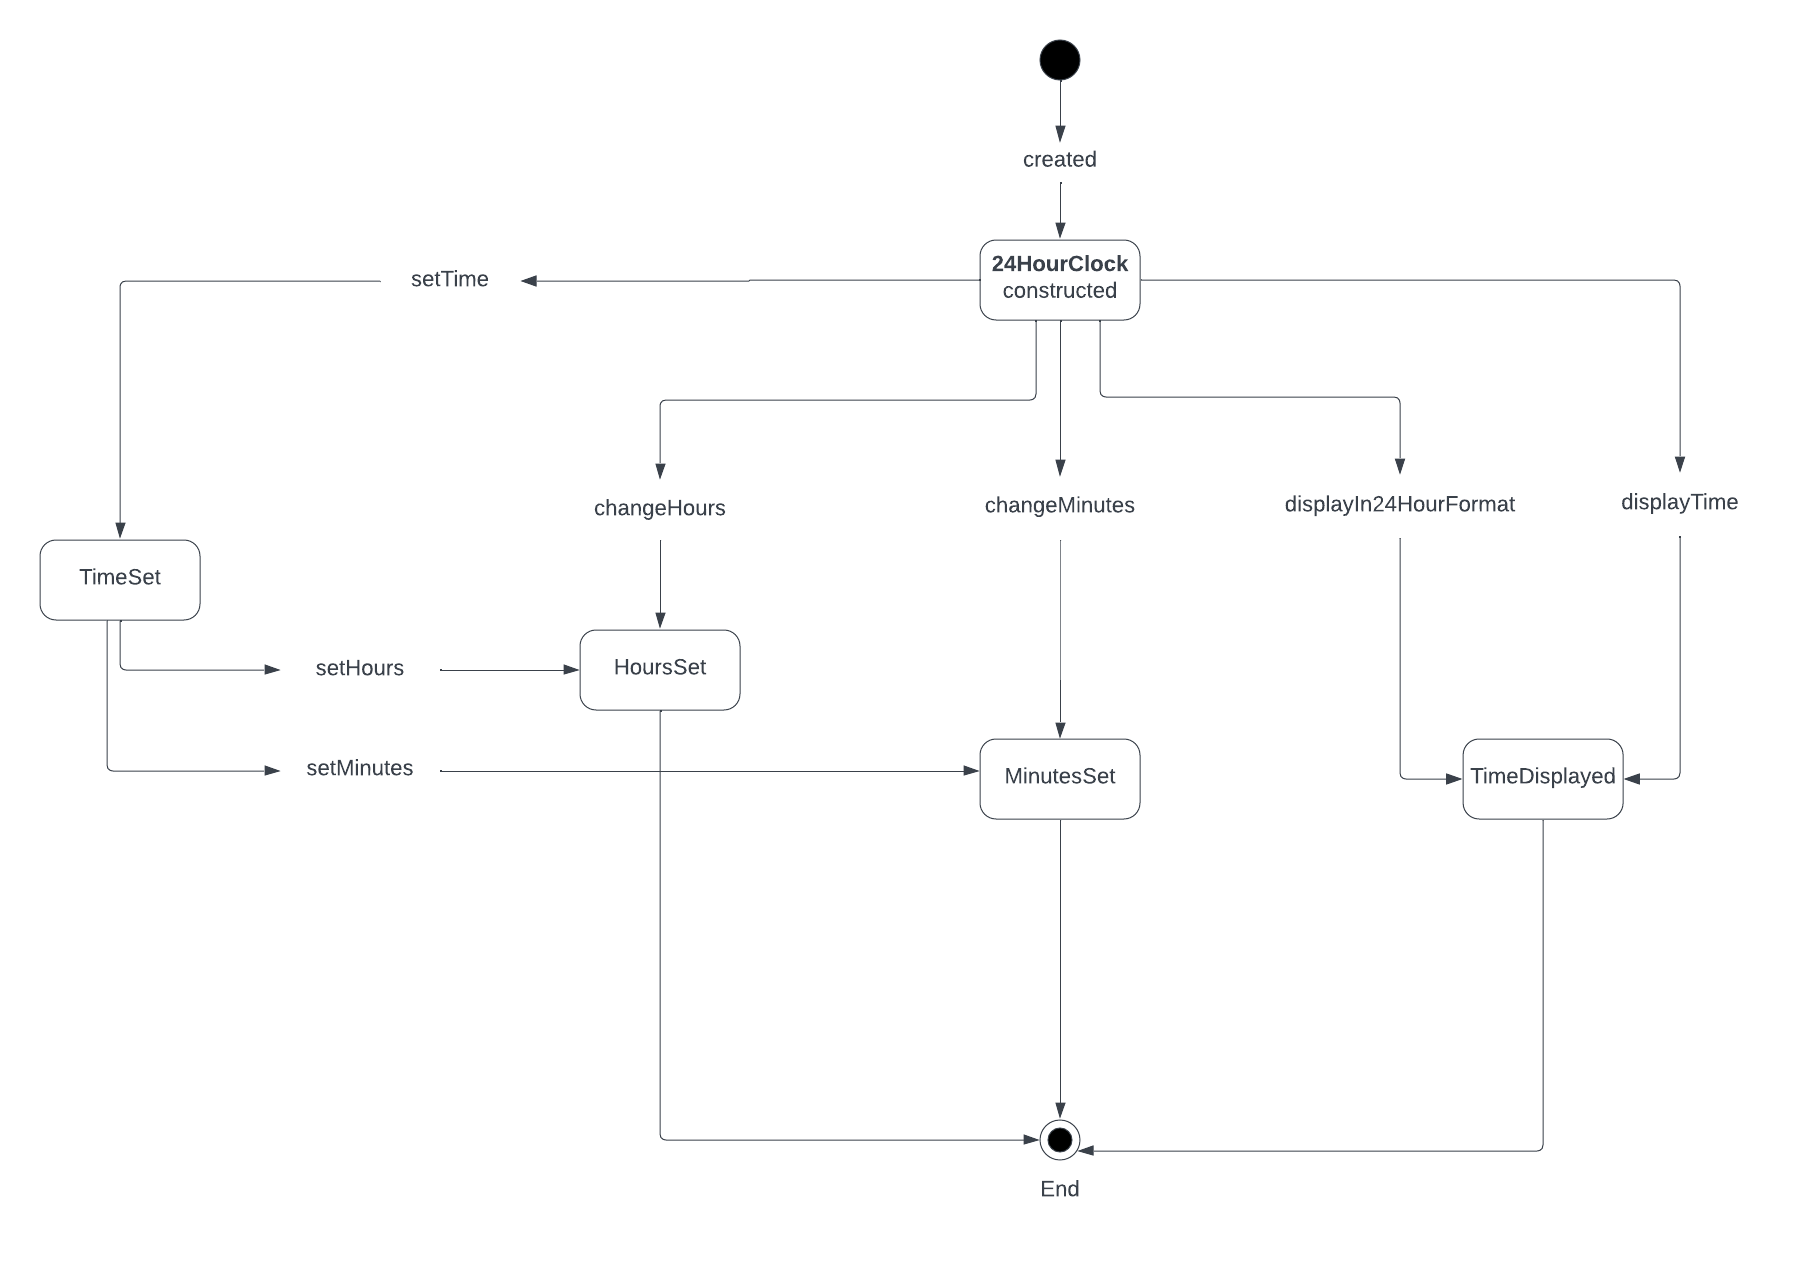 created
24HourClock
constructed
setTime
changeHours
changeMinutes
displayIn24HourFormat
displayTime
TimeSet
setHours
HoursSet
setMinutes
MinutesSet
TimeDisplayed
End